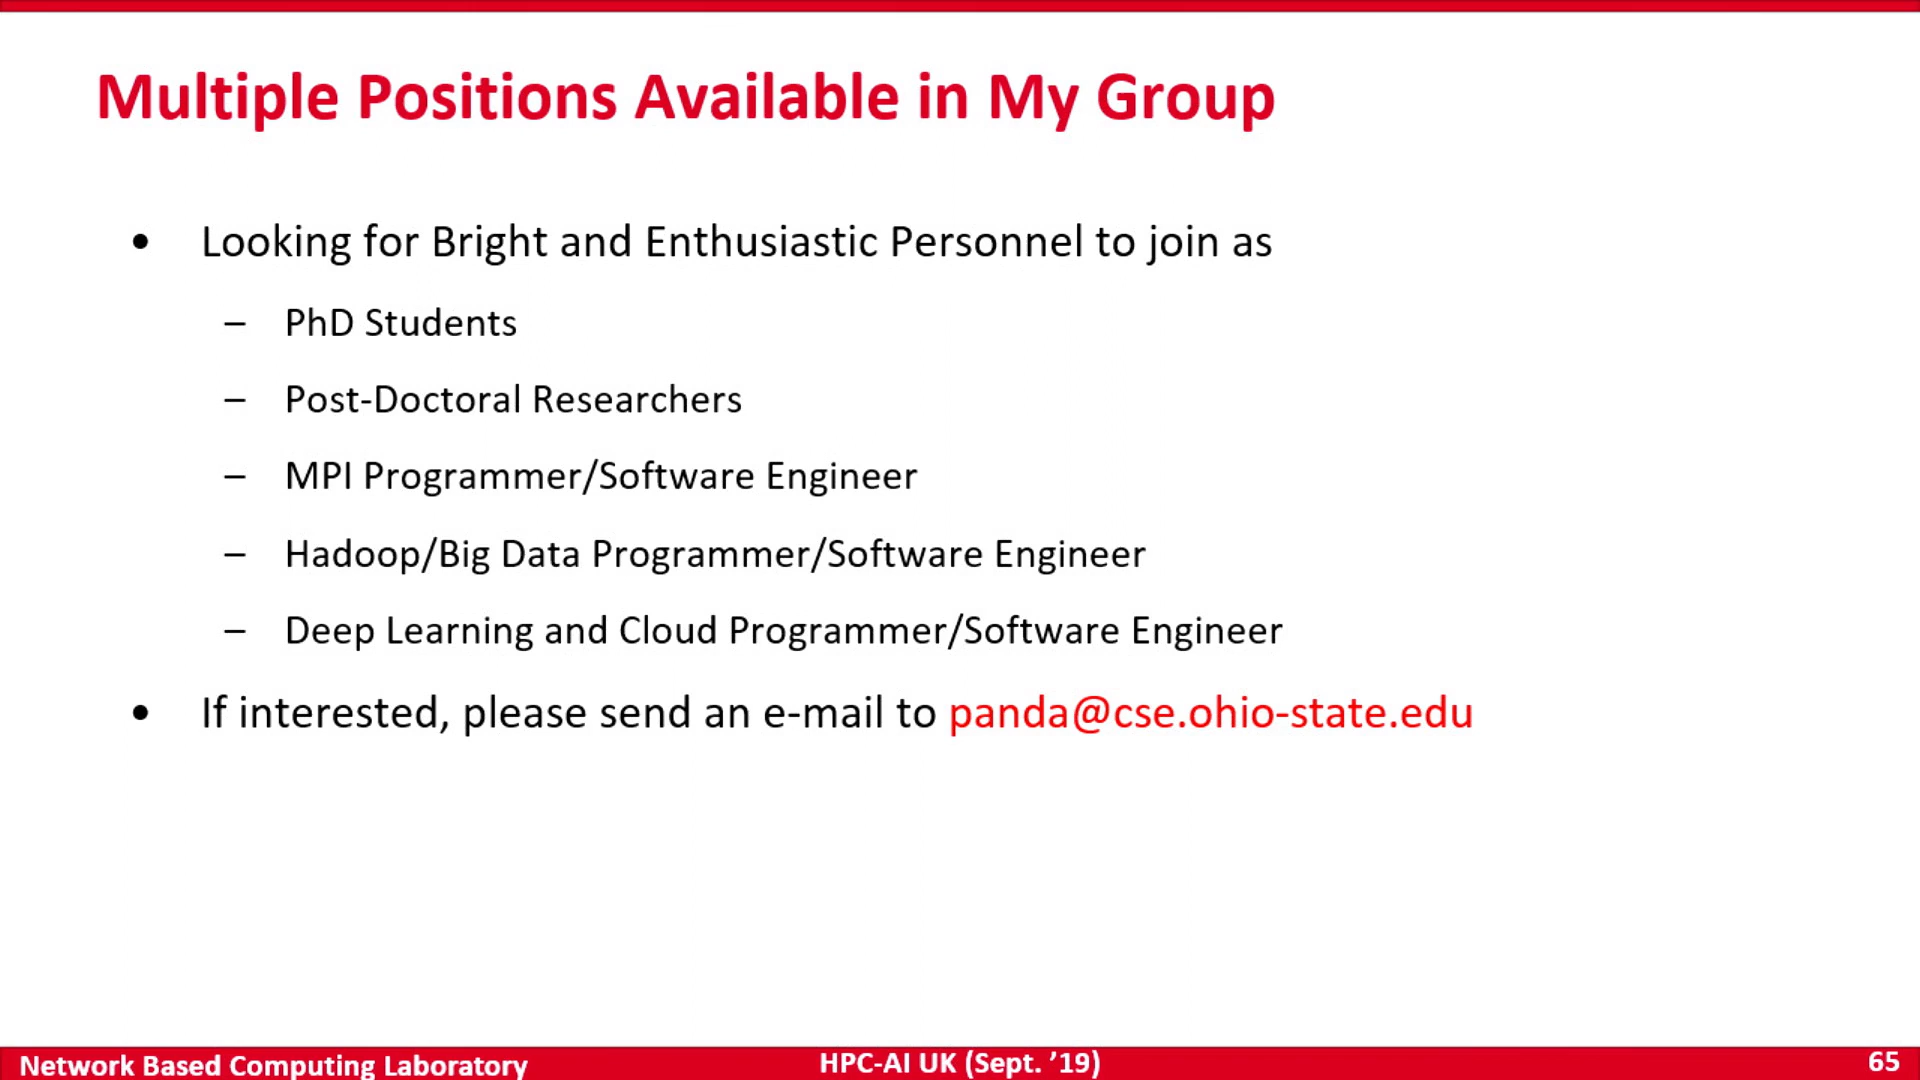 Multiple Positions Available in My Group
• Looking for Bright and Enthusiastic Personnel to join as
– PhD Students
– Post-Doctoral Researchers
– MPI Programmer/Software Engineer
– Hadoop/Big Data Programmer/Software Engineer
– Deep Learning and Cloud Programmer/Software Engineer
• If interested, please send an e-mail to panda@cse.ohio-state.edu
Network Based Computing Laboratory
HPC-AI UK (Sept. ’19)
65